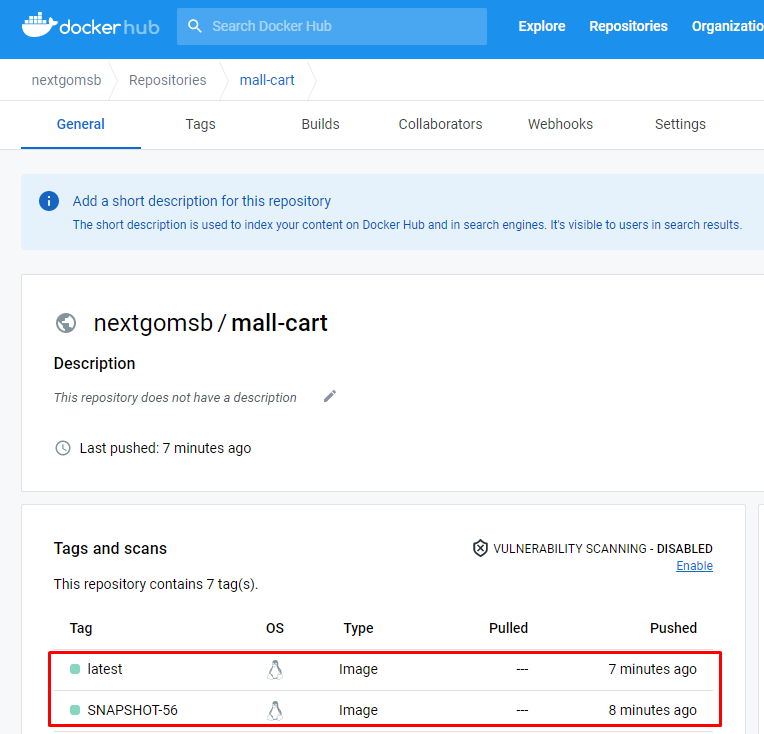 docker hub
Search Docker Hub
Explore
Repositories
Organizatio
nextgomsb
Repositories
mall-cart
General
Tags
Builds
Collaborators
Webhooks
Settings
Add a short description for this repository
The short description is used to index your content on Docker Hub and in search engines. It's visible to users in search results.
nextgomsb / mall-cart
Description
This repository does not have a description
Last pushed: 7 minutes ago
Tags and scans
VULNERABILITY SCANNING - DISABLED
Enable
This repository contains 7 tag(s).
Tag OS Type Pulled Pushed
latest Image --- 7 minutes ago
SNAPSHOT-56 Image --- 8 minutes ago